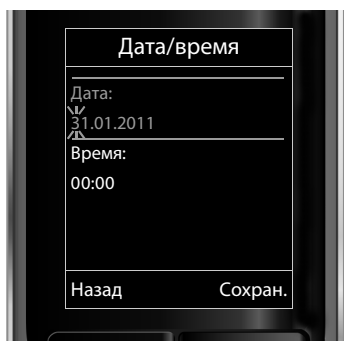 Дата/время
Дата:
31.01.2011
Время:
00:00
Назад Сохран.